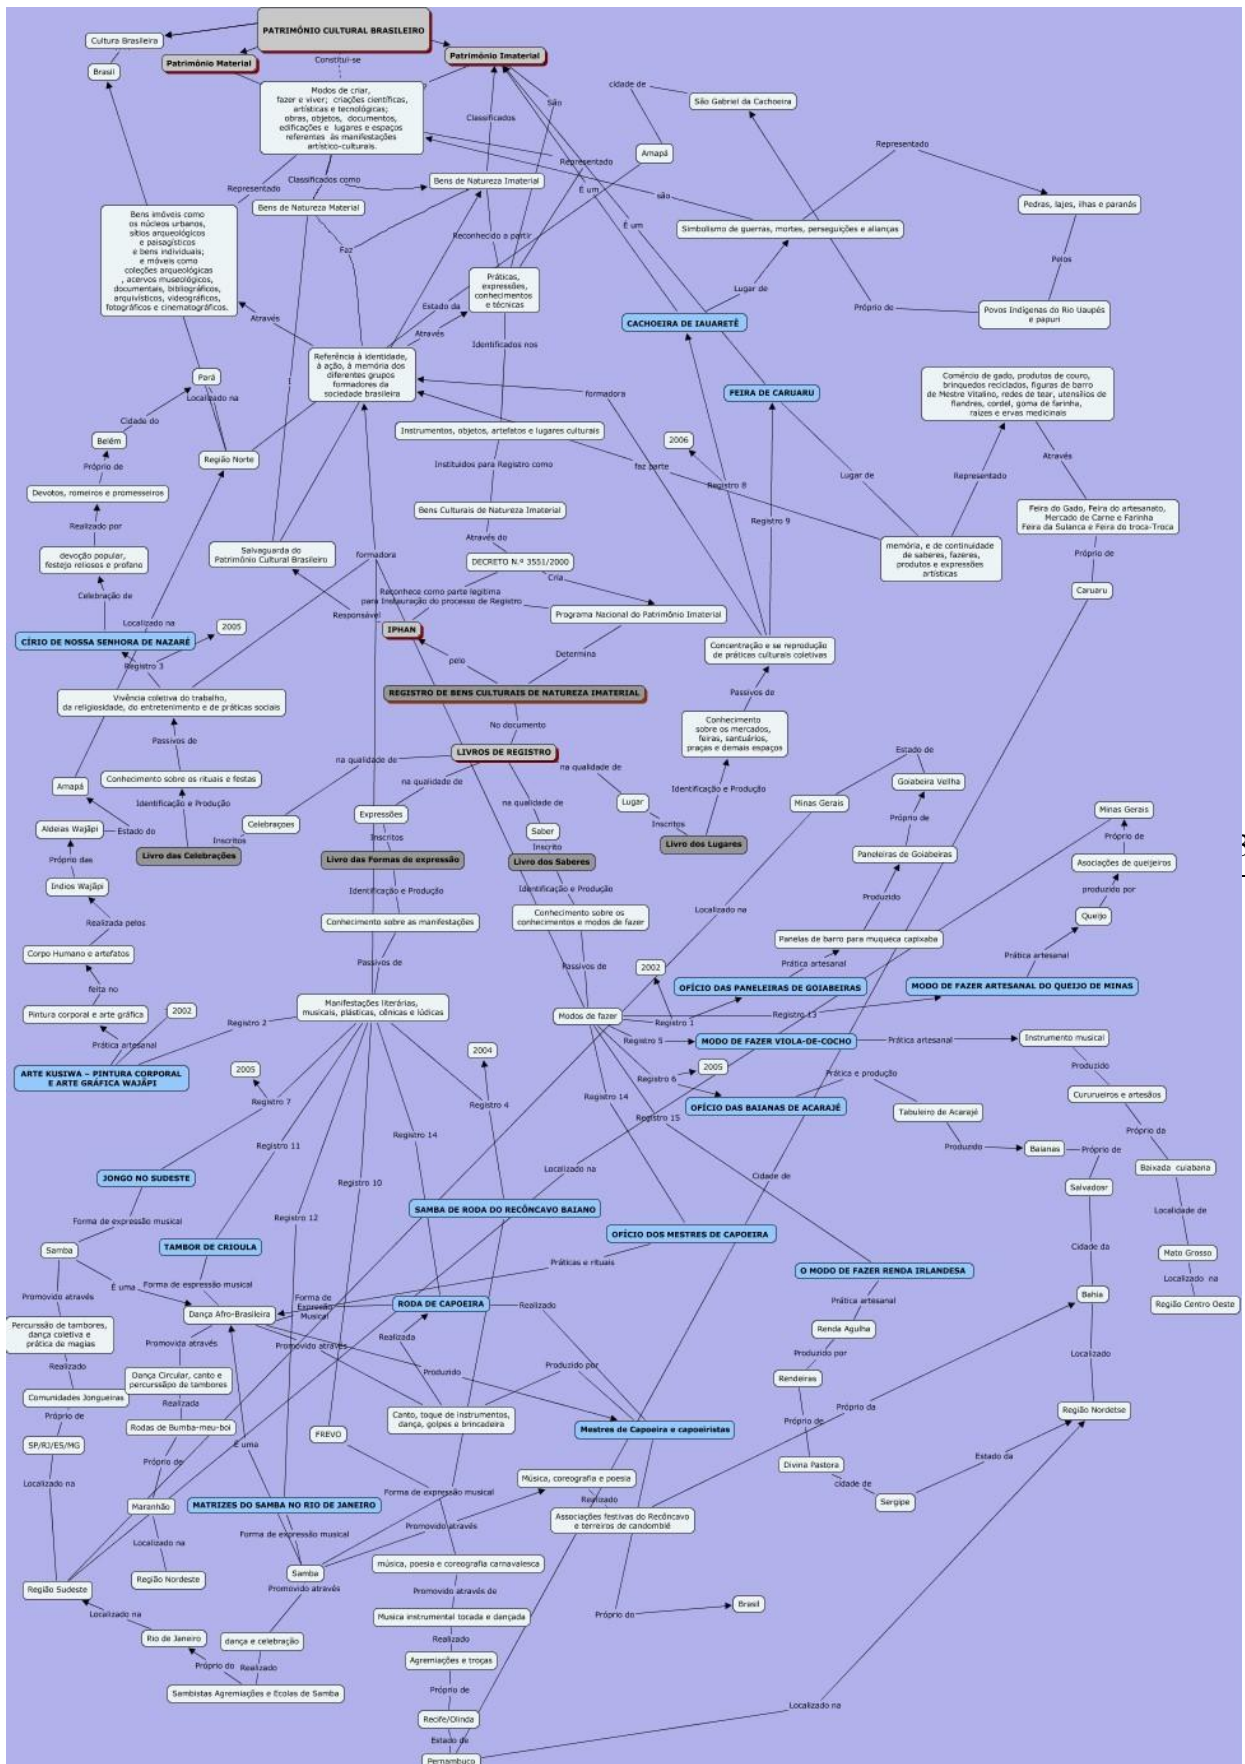 PATRIMÓNIO CULTURAL BRASILEIRO
Cultura Brasileira
Património Material
Património Imaterial
Constitui-se
Brasil
Modos de criar,
fazer e viver; criações científicas,
artísticas e tecnológicas;
obras, objetos, documentos,
edificações e lugares e espaços
referentes às manifestações
artístico-culturais.
São
cidade de
São Gabriel da Cachoeira
Classificados
Amapá
Representado
Representado
Classificados como
Bens de Natureza Imaterial
É um
são
Representado
Pedras, lajes, ilhas e paranás
Bens de Natureza Material
Bens imóveis como
os núcleos urbanos,
sítios arqueológicos
e paisagísticos
e bens individuais;
e móveis como
coleções arqueológicas
, acervos museológicos,
documentais, bibliográficos,
arquivísticos, videográficos,
fotográficos e cinematográficos.
Faz
Reconhecido a partir
É um
Simbolismo de guerras, mortes, perseguições e alianças
Pelos
Práticas,
expressões,
conhecimentos
e técnicas
Estado da
Lugar de
Próprio de
Povos Indígenas do Rio Uaupés
e papuri
Através
Através
CACHOEIRA DE IAUARETÊ
Identificados nos
Referência à identidade,
à ação, à memória dos
diferentes grupos
formadores da
sociedade brasileira
Pará
Localizado na
formadora
FEIRA DE CARUARU
Comércio de gado, produtos de couro,
brinquedos reciclados, figuras de barro
de Mestre Vitalino, redes de tear, utensílios de
flandres, cordel, goma de farinha,
raizes e ervas medicinais
Cidade do
Belém
Instrumentos, objetos, artefatos e lugares culturais
2006
Região Norte
Próprio de
Instituidos para Registro como
faz parte
Lugar de
Representado
Através
Devotos, romeiros e promesseiros
Registro 8
Bens Culturais de Natureza Imaterial
Registro 9
Feira do Gado, Feira do artesanato,
Mercado de Carne e Farinha
Feira da Sulanca e Feira do troca-Troca
Realizado por
Através do
devoção popular,
festejo reliosos e profano
Salvaguarda do
Patrimônio Cultural Brasileiro
formadora
DECRETO N.º 3551/2000
memória, e de continuidade
de saberes, fazeres,
produtos e expressões
artísticas
Próprio de
Cria
Reconhece como parte legitima
para Instauração do processo de Registro
Caruaru
Celebração de
Responsável
Programa Nacional do Patrimônio Imaterial
Localizado na
2005
IPHAN
CÍRIO DE NOSSA SENHORA DE NAZARÉ
Concentração e se reprodução
de práticas culturais coletivas
Registro 3
pelo
Determina
Vivência coletiva do trabalho,
da religiosidade, do entretenimento e de práticas sociais
REGISTRO DE BENS CULTURAIS DE NATUREZA IMATERIAL
Passivos de
Conhecimento
sobre os mercados,
feiras, santuários,
praças e demais espaços
No documento
Passivos de
LIVROS DE REGISTRO
na qualidade de
na qualidade de
Estado de
Conhecimento sobre os rituais e festas
na qualidade de
Goiabeira Vellha
Amapá
Identificação e Produção
Identificação e Produção
Lugar
na qualidade de
Minas Gerais
Minas Gerais
Expressões
Celebraçoes
Próprio de
Aldeias Wajãpi
Estado do
Inscritos
Inscritos
Saber
Inscritos
Próprio de
Inscrito
Livro dos Lugares
Próprio das
Livro das Celebrações
Livro das Formas de expressão
Livro dos Saberes
Paneleiras de Goiabeiras
Asociações de queijeiros
Indios Wajãpi
Identificação e Produção
Identificação e Produção
Produzido
produzido por
Localizado na
Queijo
Realizada pelos
Conhecimento sobre as manifestações
Conhecimento sobre os
conhecimentos e modos de fazer
Panelas de barro para muqueca capixaba
Corpo Humano e artefatos
Passivos de
Passivos de
2002
Prática artesanal
Prática artesanal
feita no
OFÍCIO DAS PANELEIRAS DE GOIABEIRAS
MODO DE FAZER ARTESANAL DO QUEIJO DE MINAS
Pintura corporal e arte gráfica
2002
Manifestações literárias,
musicais, plásticas, cênicas e lúdicas
Modos de fazer
Registro 1
Registro 13
Registro 2
Prática artesanal
2004
Registro 5
MODO DE FAZER VIOLA-DE-COCHO
Prática artesanal
Instrumento musical
2005
2005
ARTE KUSIWA – PINTURA CORPORAL
E ARTE GRÁFICA WAJÃPI
Registro 6
Prática e produção
Produzido
Registro 7
Registro 4
Registro 14
OFÍCIO DAS BAIANAS DE ACARAJÉ
Cururueiros e artesãos
Registro 15
Tabuleiro de Acarajé
Registro 14
Registro 11
Próprio da
Produzido
Baianas
Próprio de
Localizado na
Cidade de
Baixada cuiabana
JONGO NO SUDESTE
Registro 10
Salvadosr
SAMBA DE RODA DO RECÔNCAVO BAIANO
Localidade de
Forma de expressão musical
Registro 12
OFÍCIO DOS MESTRES DE CAPOEIRA
Samba
TAMBOR DE CRIOULA
Cidade da
Mato Grosso
Práticas e rituais
O MODO DE FAZER RENDA IRLANDESA
Localizado na
É uma
Forma de espressão musical
Promovido através
Forma de
Expressão
Musical
RODA DE CAPOEIRA
Realizado
Prática artesanal
Bahia
Região Centro Oeste
Dança Afro-Brasileira
Percurssão de tambores,
dança coletiva e
prática de magias
Promovida através
Promovido através
Realizada
Renda Agulha
Localizado
Produzido por
Produzido por
Realizado
Dança Circular, canto e
percurssãpo de tambores
Produzido
Rendeiras
Comunidades Jongueiras
Realizada
Canto, toque de instrumentos,
dança, golpes e brincadeira
Próprio da
Região Nordetse
Próprio de
Rodas de Bumba-meu-boi
FREVO
Mestres de Capoeira e capoeiristas
Próprio de
SP/RJ/ES/MG
É uma
Próprio de
Divina Pastora
Estado da
Música, coreografia e poesia
cidade de
Localizado na
Forma de expressão musical
Realizado
Sergipe
Maranhão
MATRIZES DO SAMBA NO RIO DE JANEIRO
Associações festivas do Recôncavo
e terreiros de candomblé
Promovido através
Localizado na
Forma de expressão musical
música, poesia e coreografia carnavalesca
Região Sudeste
Região Nordeste
Samba
Promovido através
Promovido através de
Localizado na
Musica instrumental tocada e dançada
Próprio do
Brasil
Rio de Janeiro
dança e celebração
Realizado
Próprio do
Realizado
Agremiações e troças
Sambistas Agremiações e Ecolas de Samba
Próprio de
Recife/Olinda
Localizado na
Estado de
Pernambuco